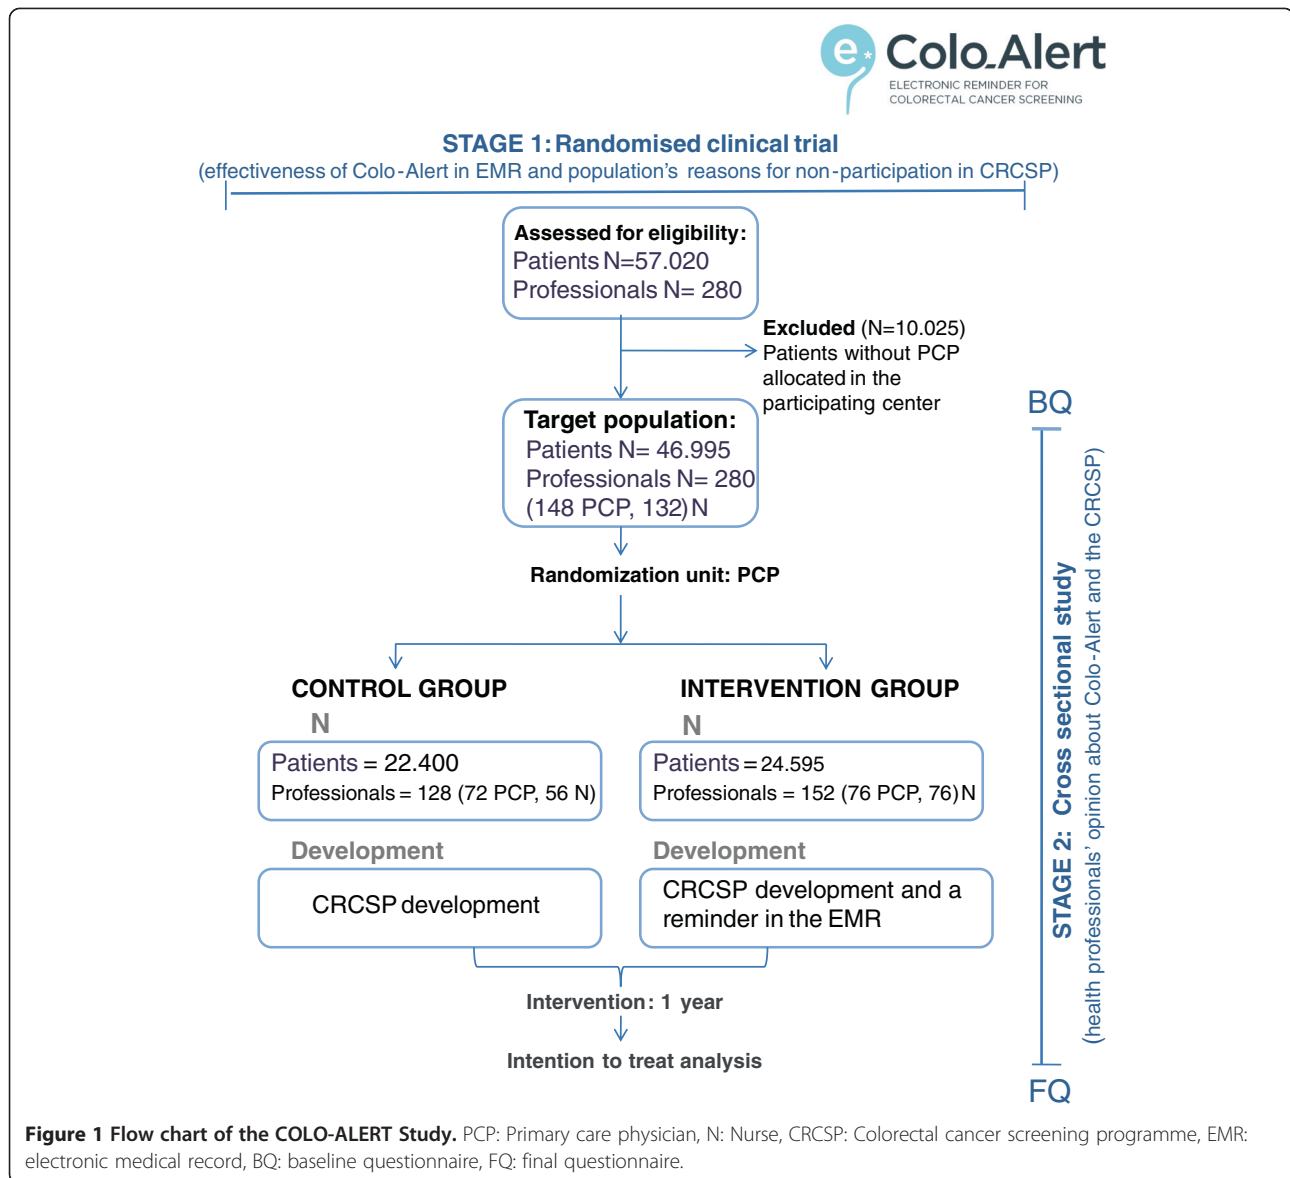 e*
Colo_Alert
ELECTRONIC REMINDER FOR
COLORECTAL CANCER SCREENING
STAGE 1: Randomised clinical trial
(effectiveness of Colo-Alert in EMR and population's reasons for non-participation in CRCSP)
Assessed for eligibility:
Patients N=57.020
Professionals N= 280
Excluded (N=10.025)
Patients without PCP
allocated in the
participating center
Target population:
Patients N= 46.995
Professionals N= 280
(148 PCP, 132) N
Randomization unit: PCP
CONTROL GROUP
N
Patients = 22.400
Professionals = 128 (72 PCP, 56 N)
Development
CRCSP development
INTERVENTION GROUP
N
Patients = 24.595
Professionals = 152 (76 PCP, 76) N
Development
CRCSP development and a
reminder in the EMR
Intervention: 1 year
Intention to treat analysis
BQ
STAGE 2: Cross sectional study
(health professionals' opinion about Colo-Alert and the CRCSP)
FQ
Figure 1 Flow chart of the COLO-ALERT Study. PCP: Primary care physician, N: Nurse, CRCSP: Colorectal cancer screening programme, EMR:
electronic medical record, BQ: baseline questionnaire, FQ: final questionnaire.